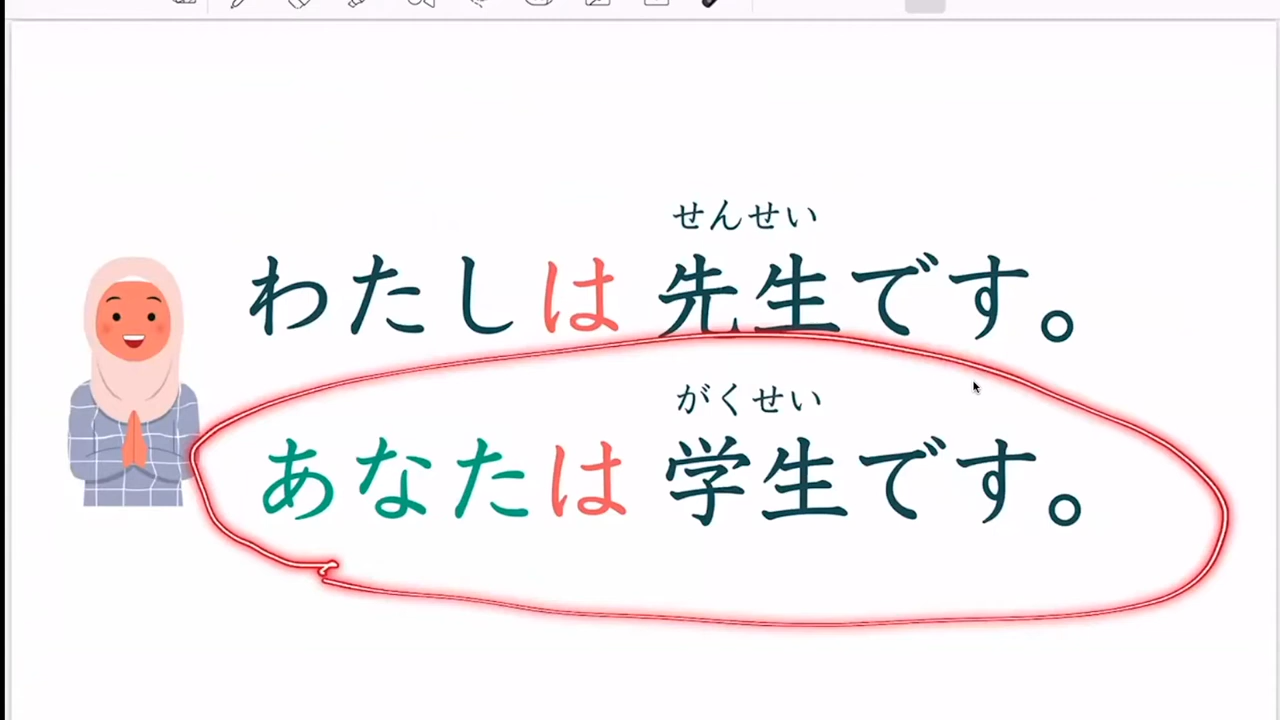 せんせい
わたしは 先生です。
がくせい
あなたは 学生です。